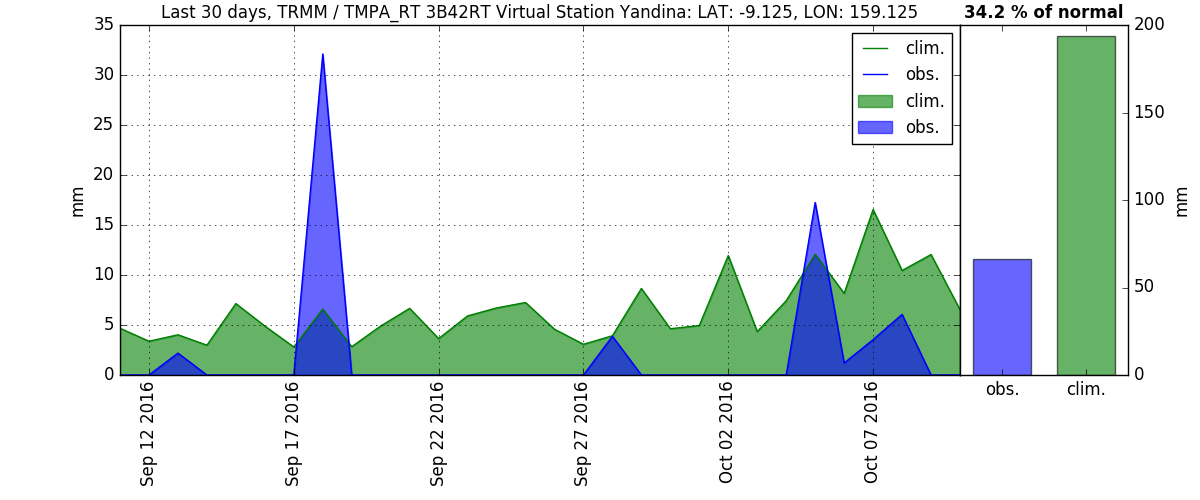 Last 30 days, TRMM / TMPA_RT 3B42RT Virtual Station Yandina: LAT: -9.125, LON: 159.125
34.2 % of normal
35
30
25
20
15
10
5
0
mm
clim.
obs.
clim.
obs.
200
150
100
50
0
mm
obs.
clim.
Sep 12 2016
Sep 17 2016
Sep 22 2016
Sep 27 2016
Oct 02 2016
Oct 07 2016